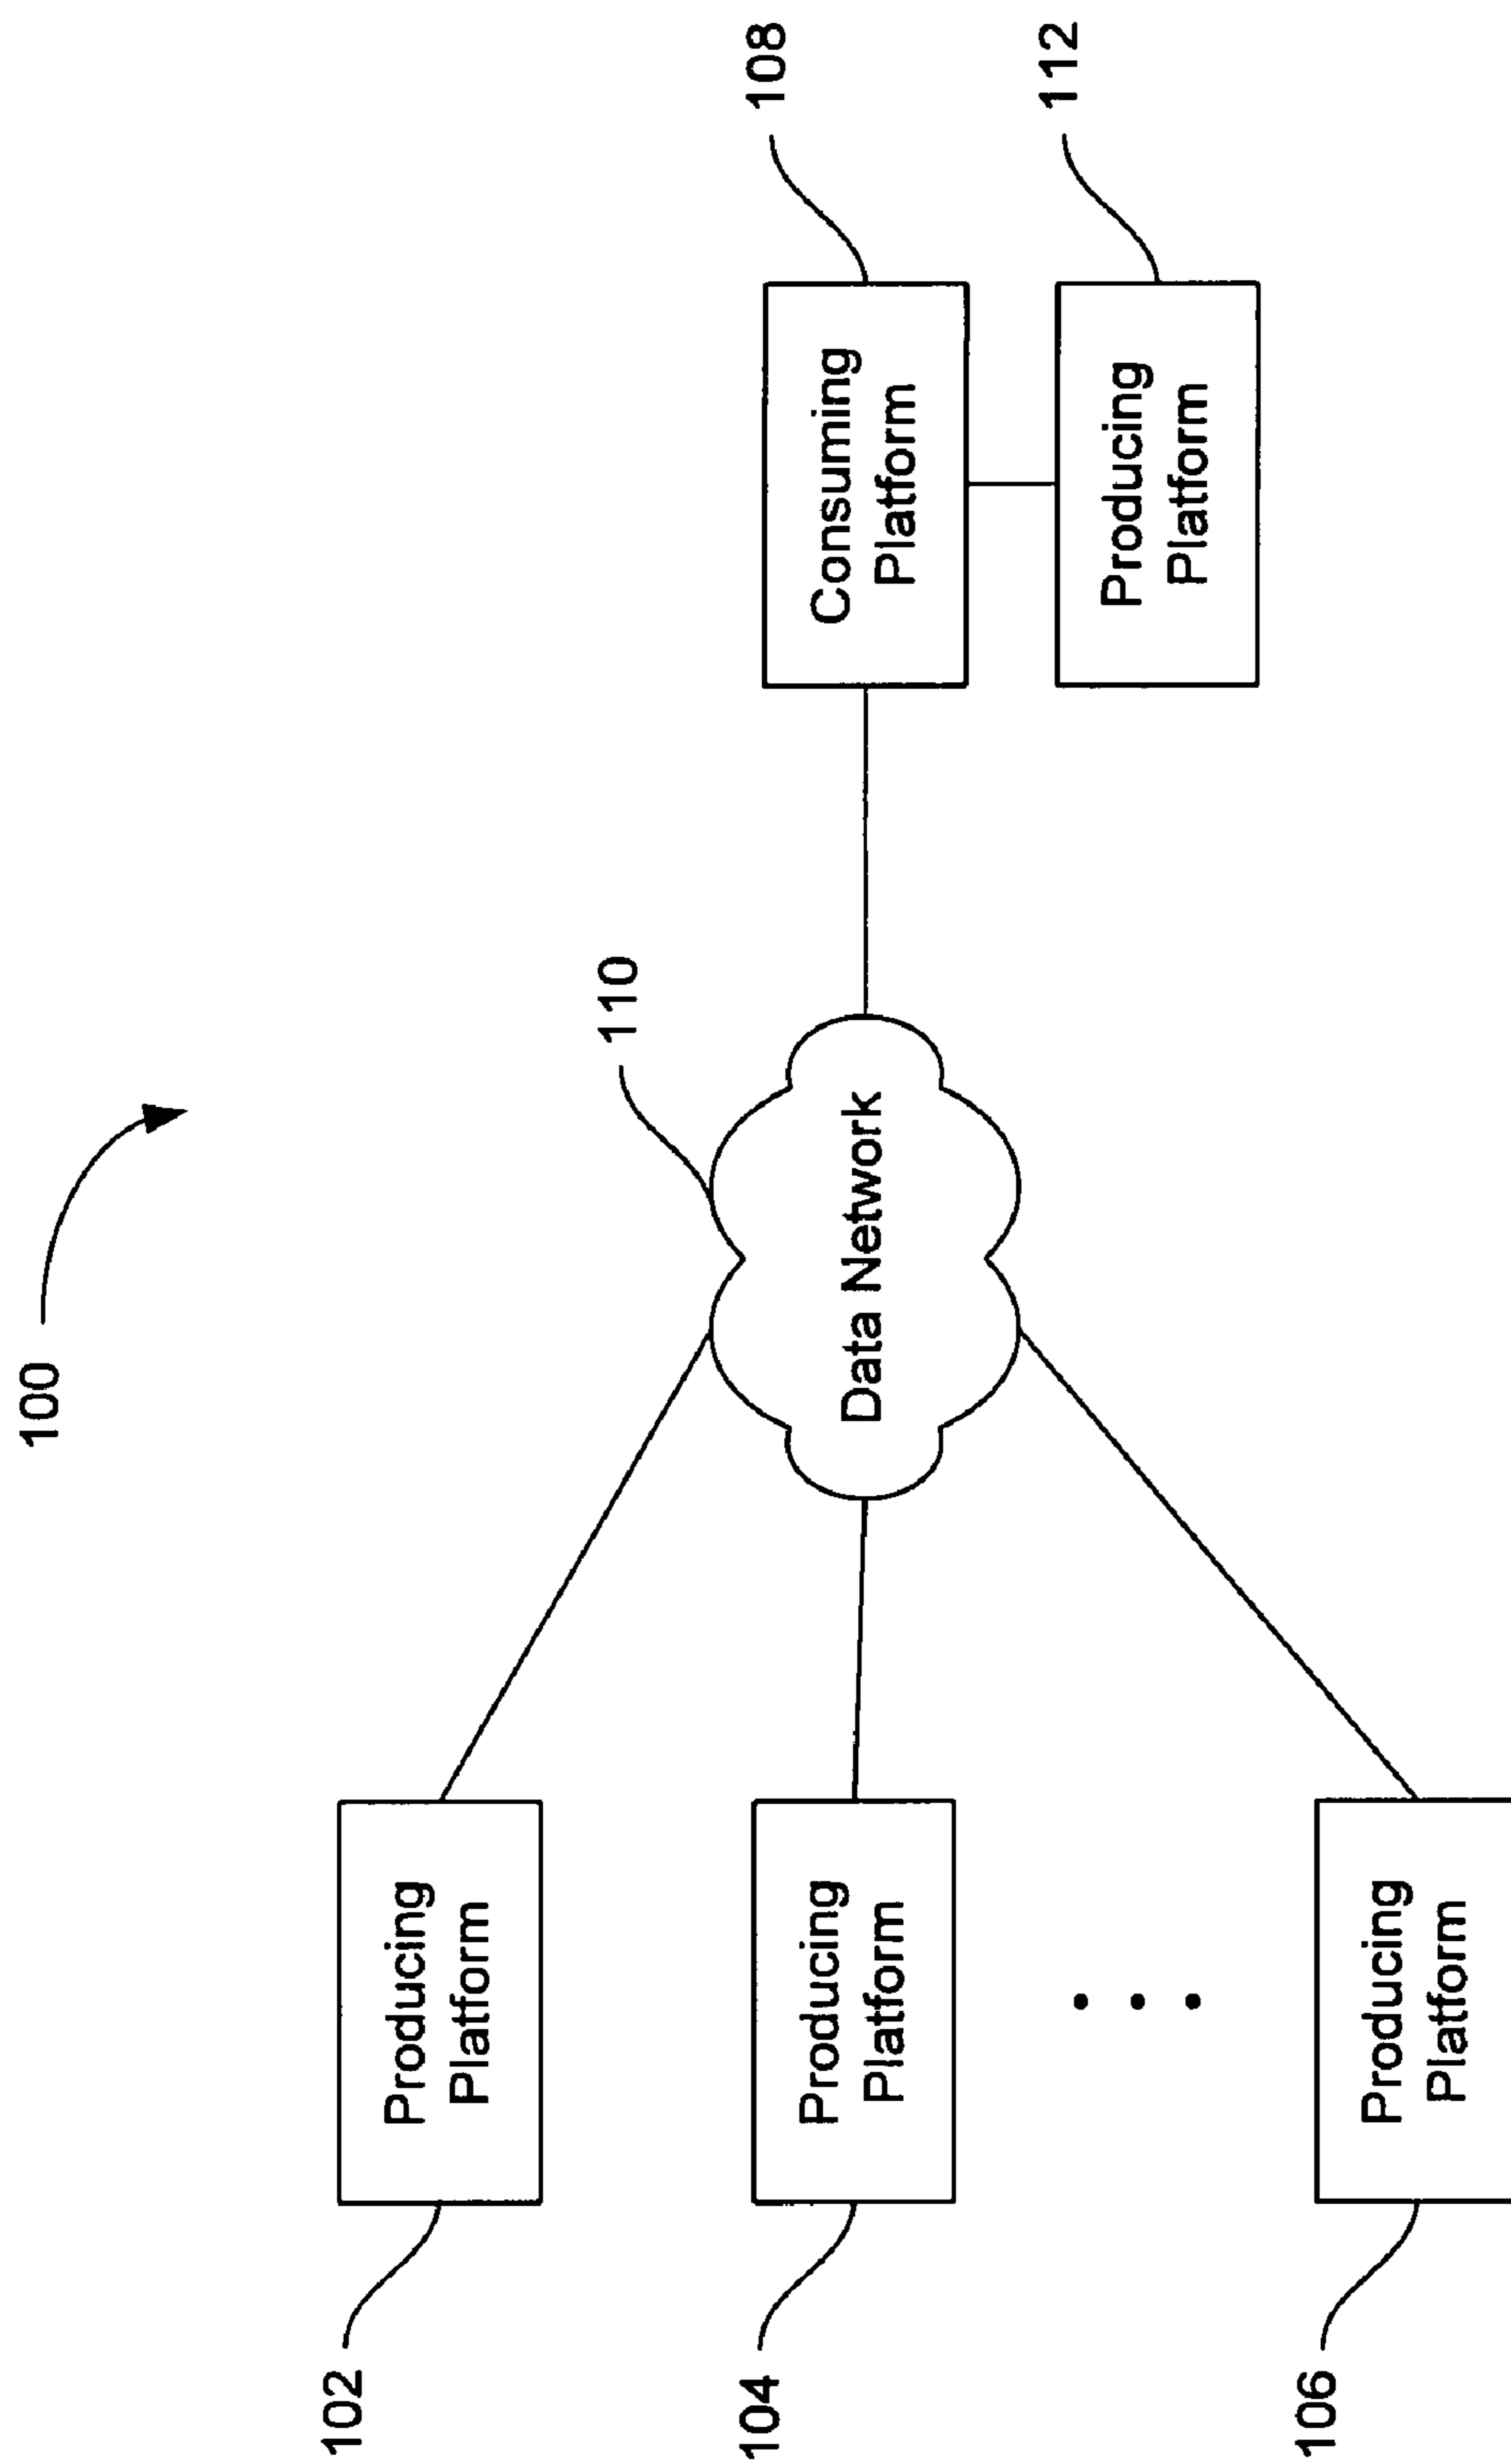 100
102
Producing
Platform
104
Producing
Platform
106
Producing
Platform
110
Data Network
108
Consuming
Platform
112
Producing
Platform